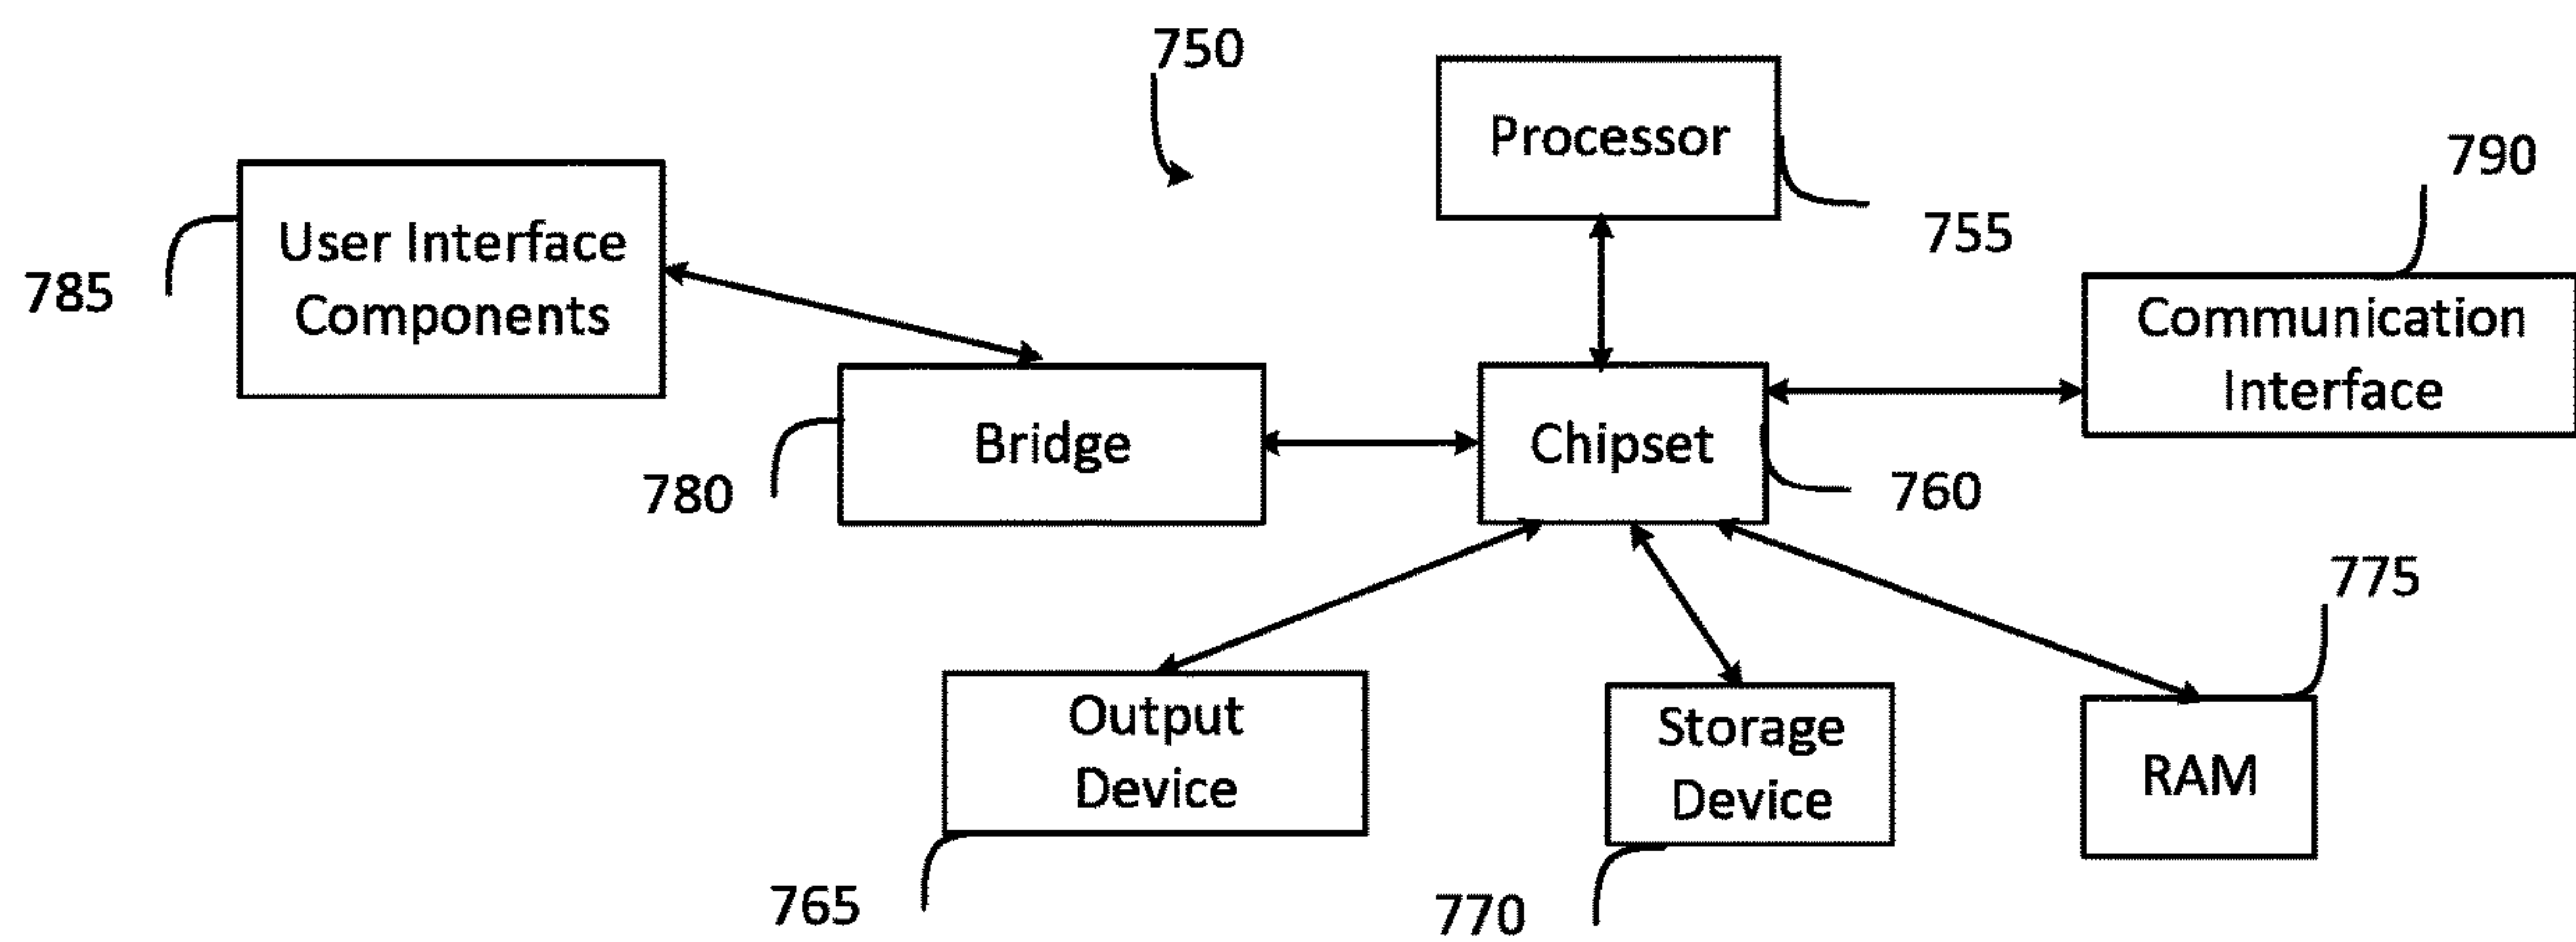 750
Processor
790
User Interface
Components
755
785
Communication
Interface
Bridge
Chipset
780
760
775
Output
Device
Storage
Device
RAM
765
770